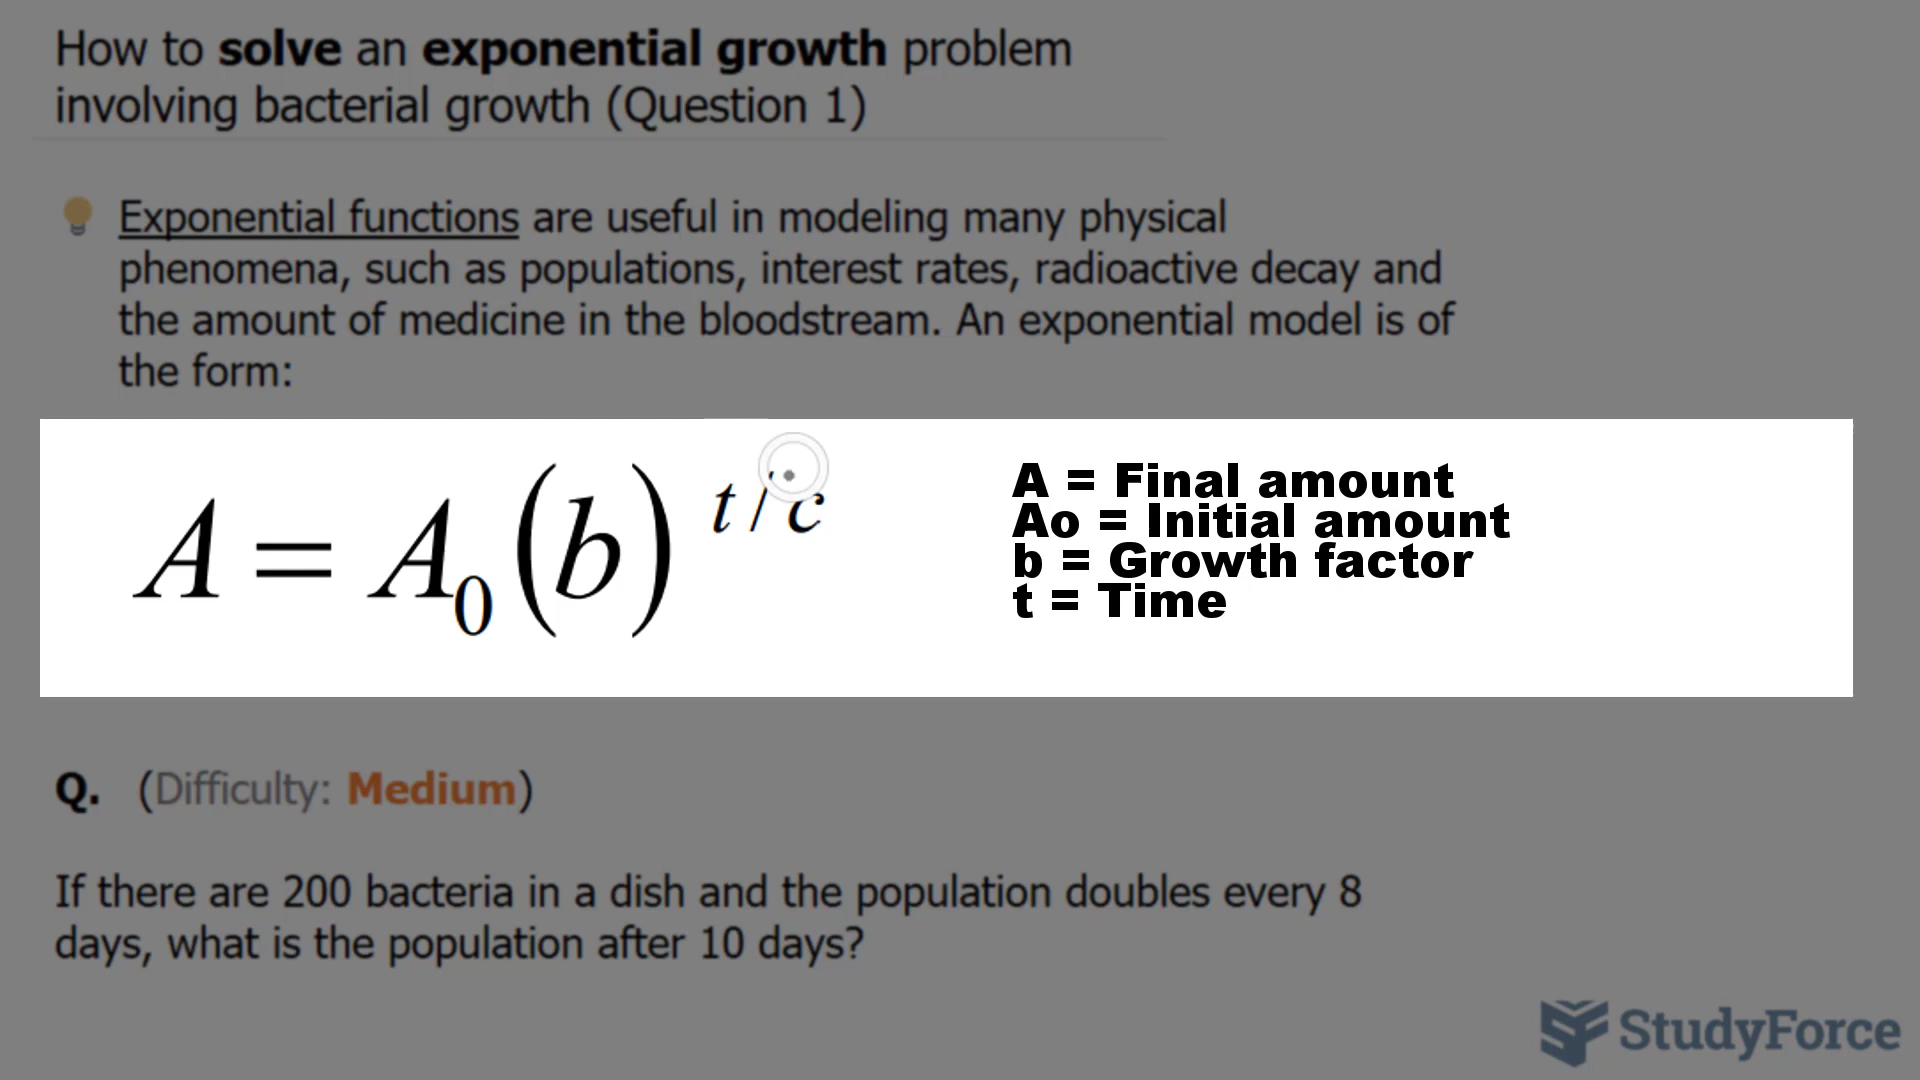 How to solve an exponential growth problem
involving bacterial growth (Question 1)
Exponential functions are useful in modeling many physical
phenomena, such as populations, interest rates, radioactive decay and
the amount of medicine in the bloodstream. An exponential model is of
the form:
A = A₀(b)^(t/c)
A = Final amount
Ao = Initial amount
b = Growth factor
t = Time
Q. (Difficulty: Medium)
If there are 200 bacteria in a dish and the population doubles every 8
days, what is the population after 10 days?
StudyForce